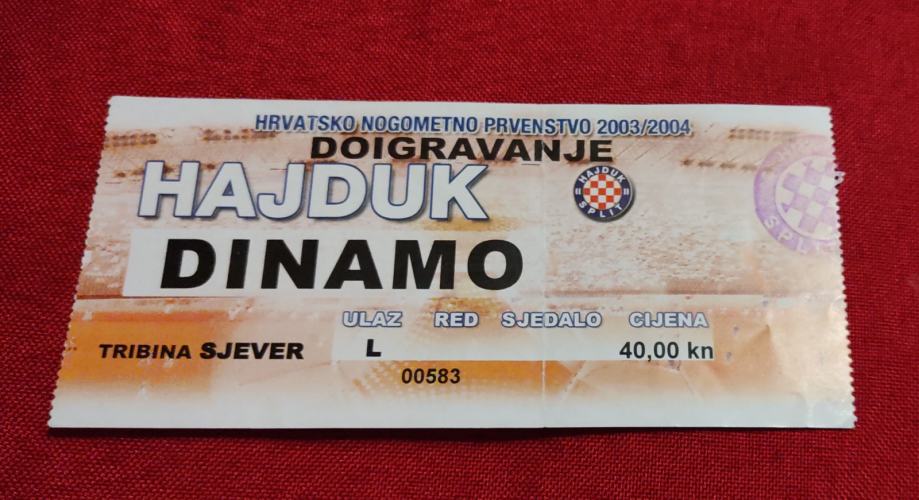 HRVATSKO NOGOMETNO PRVENSTVO 2003/2004
DOIGRAVANJE
HAJDUK
HAJDUK
SPLIT
DINAMO
ULAZ RED SJEDALO CIJENA
TRIBINA SJEVER L 40,00 kn
00583